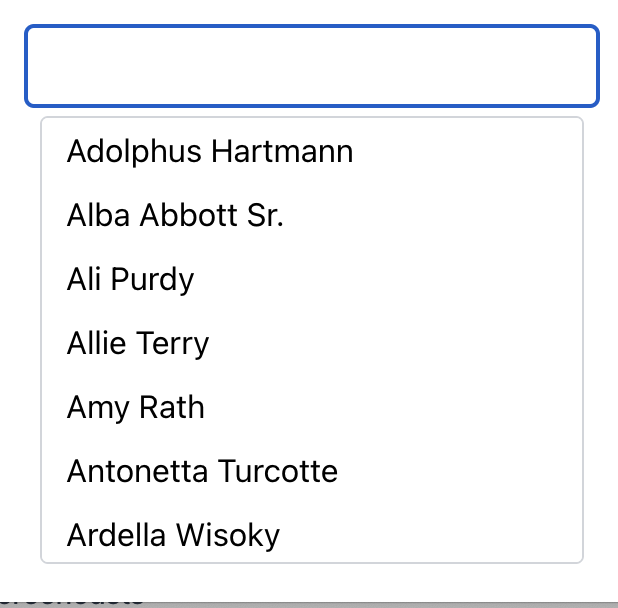 Adolphus Hartmann
Alba Abbott Sr.
Ali Purdy
Allie Terry
Amy Rath
Antonetta Turcotte
Ardella Wisoky